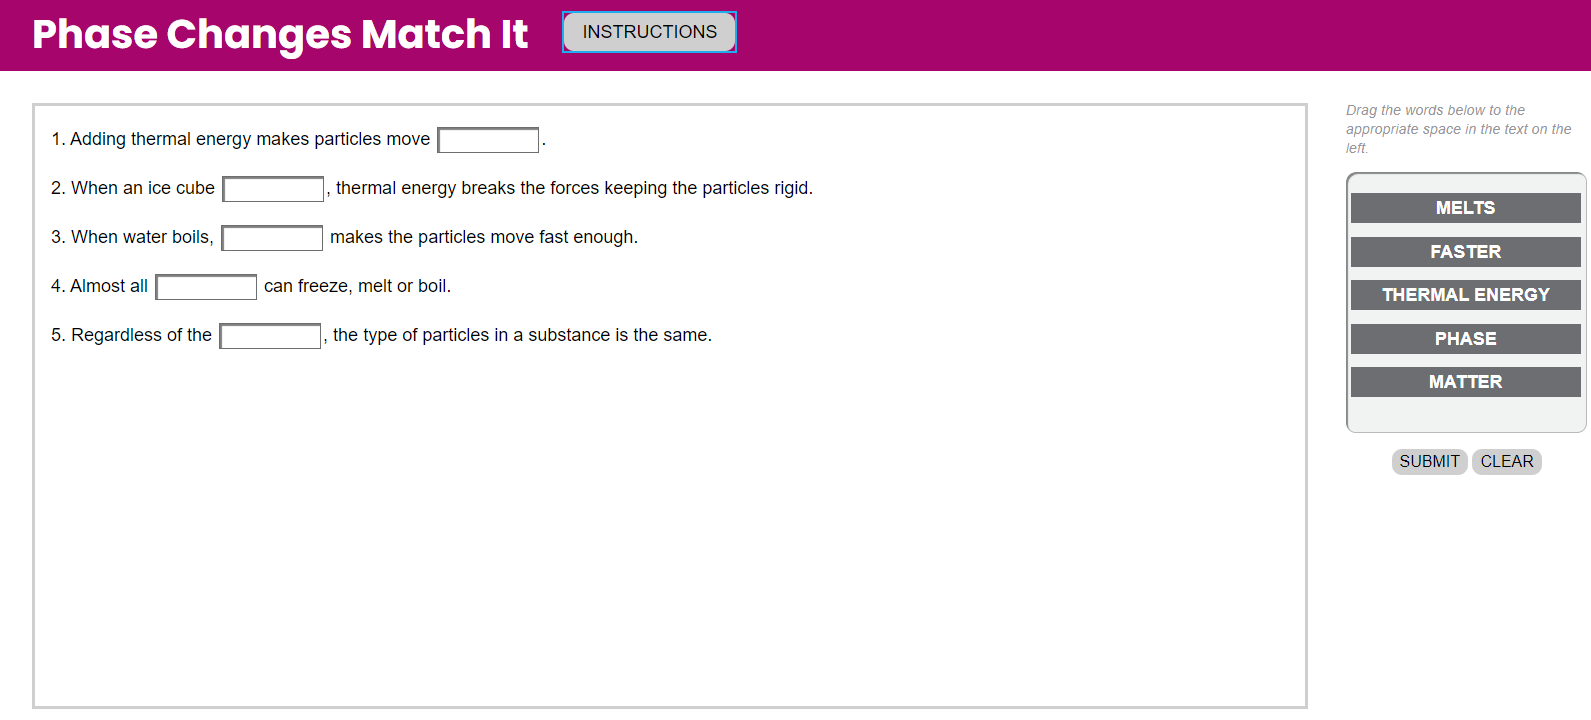 Phase Changes Match It
INSTRUCTIONS
1. Adding thermal energy makes particles move .
2. When an ice cube , thermal energy breaks the forces keeping the particles rigid.
3. When water boils, makes the particles move fast enough.
4. Almost all can freeze, melt or boil.
5. Regardless of the , the type of particles in a substance is the same.
Drag the words below to the
appropriate space in the text on the
left.
MELTS
FASTER
THERMAL ENERGY
PHASE
MATTER
SUBMIT CLEAR